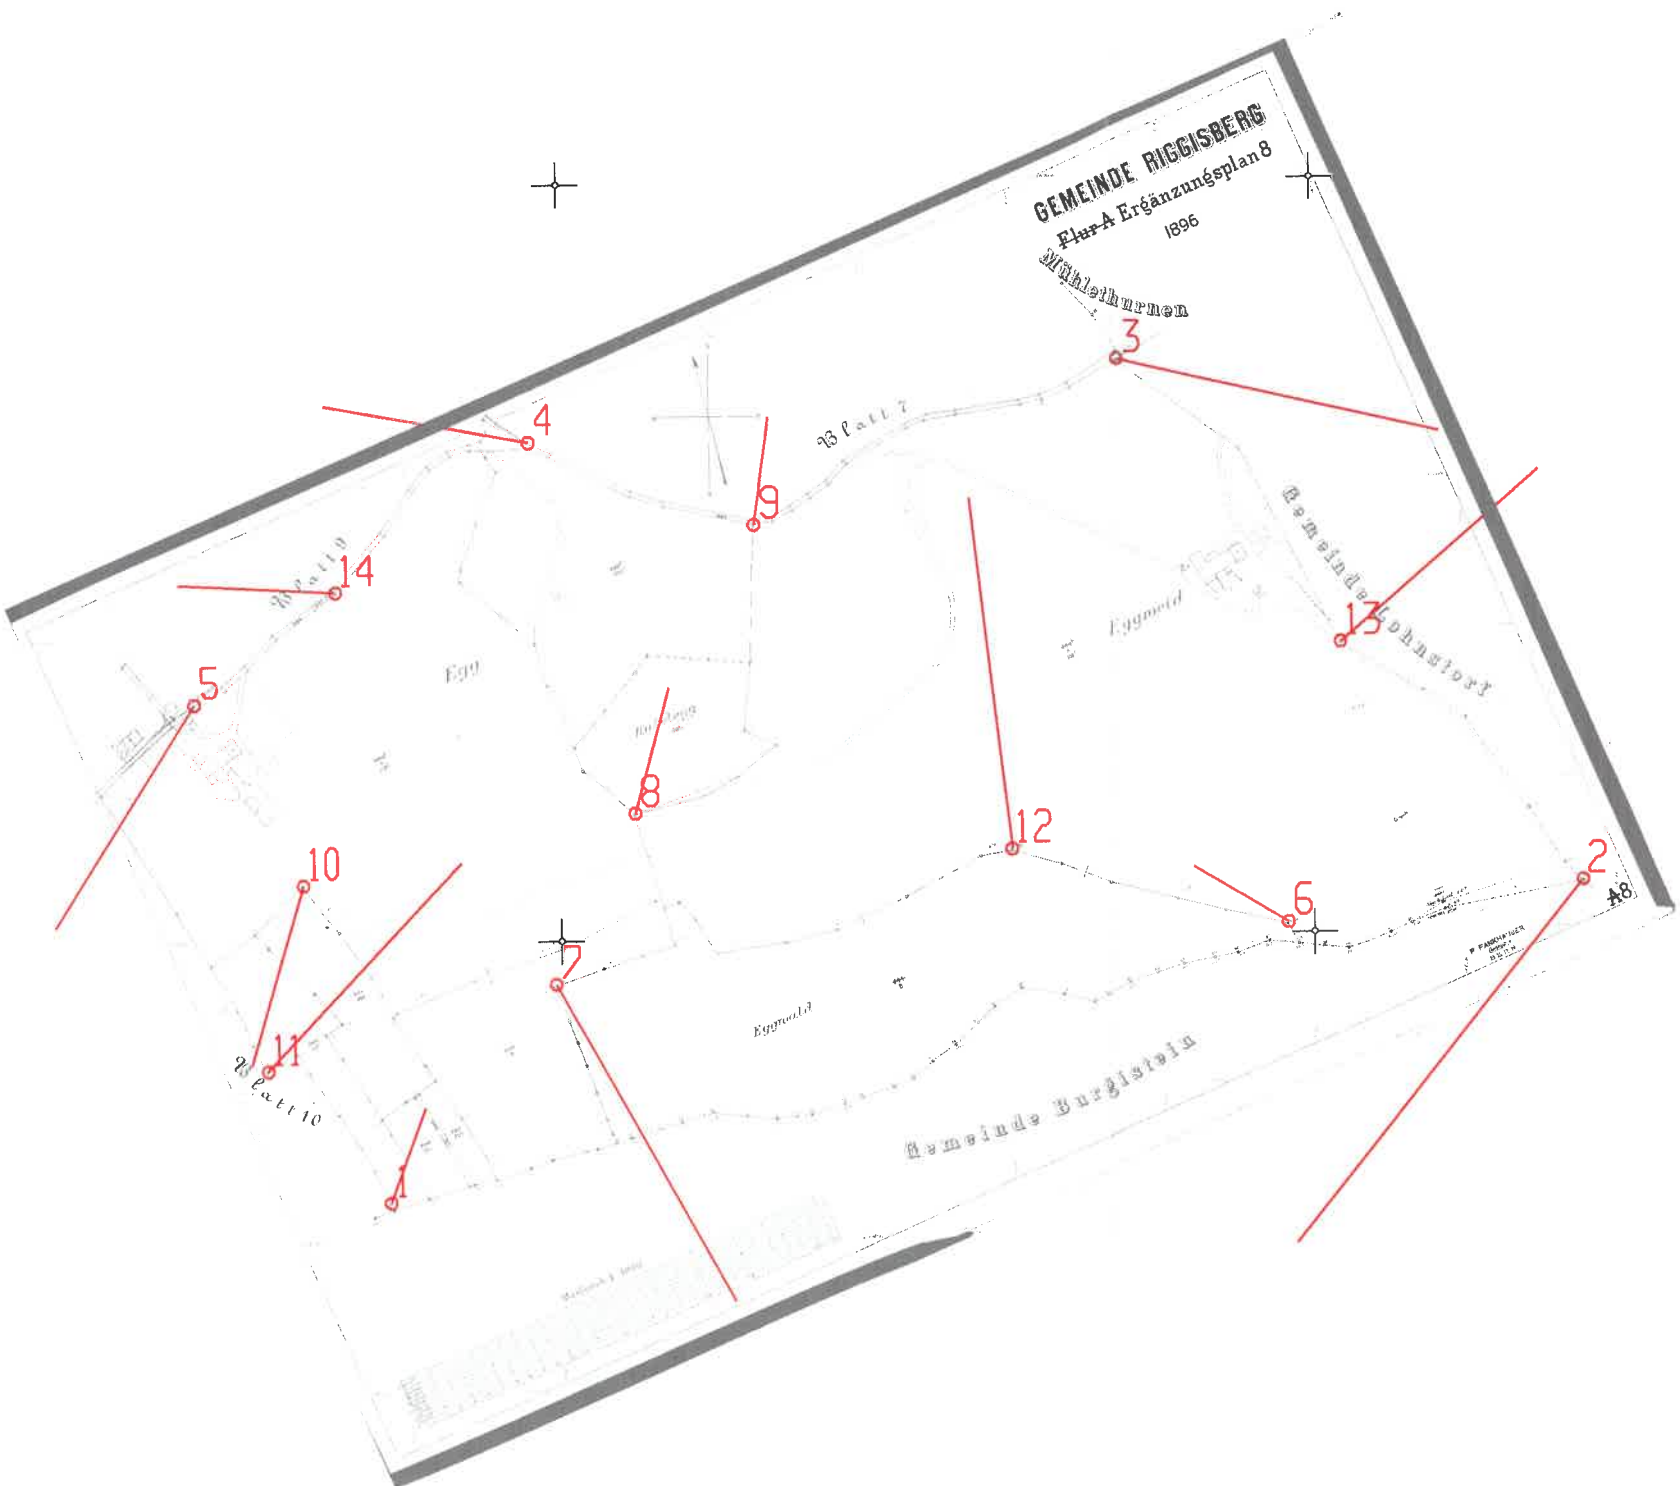 GEMEINDE RIGGISBERG
Flur A Ergänzungsplan 8
1896
Mühlethurnen
3
4
Blatt 7
9
Gemeinde Lohnstorf
Blatt 9
14
13
Eggweid
Egg
5
8
12
10
2
A8
6
7
Eggwald
11
Blatt 10
Gemeinde Burgistein
1